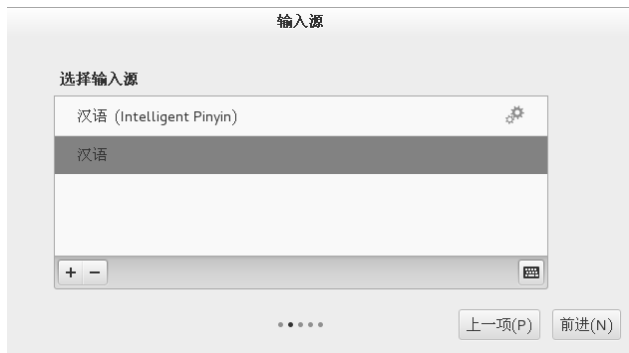 输入源
选择输入源
汉语 (Intelligent Pinyin)
汉语
上一项(P) 前进(N)